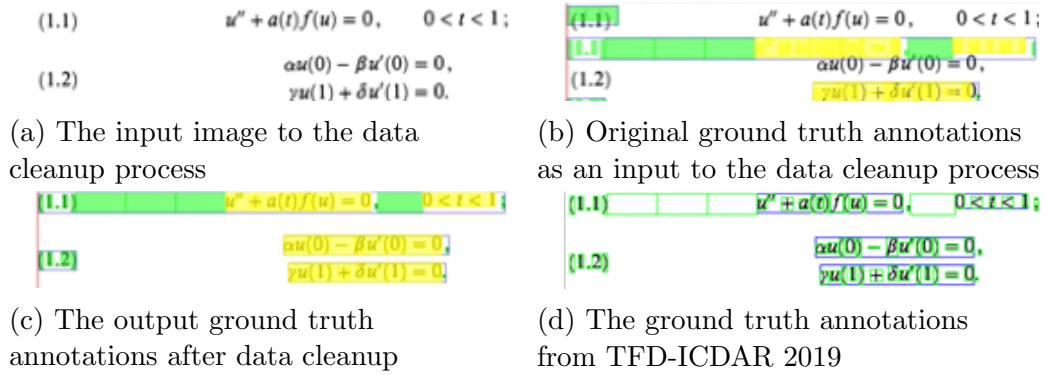 (1.1) u″ + a(t)f(u) = 0, 0 < t < 1;
(1.2) αu(0) − βu′(0) = 0,
γu(1) + δu′(1) = 0.
(a) The input image to the data
cleanup process
(1.1) u″ + a(t)f(u) = 0, 0 < t < 1;
(1.1)
(1.2) αu(0) − βu′(0) = 0,
γu(1) + δu′(1) = 0.
(b) Original ground truth annotations
as an input to the data cleanup process
(1.1) u″ + a(t)f(u) = 0, 0 < t < 1;
(1.2) αu(0) − βu′(0) = 0,
γu(1) + δu′(1) = 0.
(c) The output ground truth
annotations after data cleanup
(1.1) u″ + a(t)f(u) = 0, 0 < t < 1;
(1.2) αu(0) − βu′(0) = 0,
γu(1) + δu′(1) = 0.
(d) The ground truth annotations
from TFD-ICDAR 2019